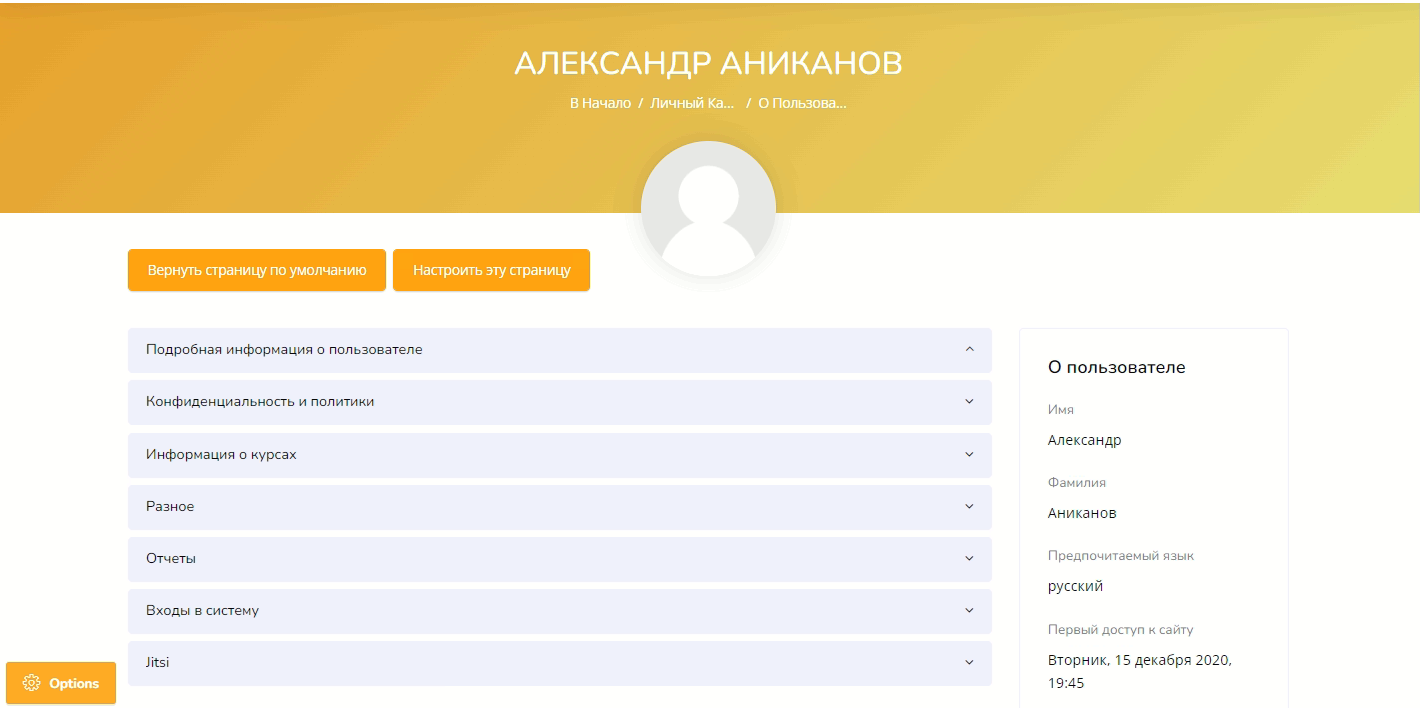 АЛЕКСАНДР АНИКАНОВ
В Начало / Личный Ка... / О Пользова...
Вернуть страницу по умолчанию
Настроить эту страницу
Подробная информация о пользователе
Конфиденциальность и политики
Информация о курсах
Разное
Отчеты
Входы в систему
Jitsi
О пользователе
Имя
Александр
Фамилия
Аниканов
Предпочитаемый язык
русский
Первый доступ к сайту
Вторник, 15 декабря 2020,
19:45
Options